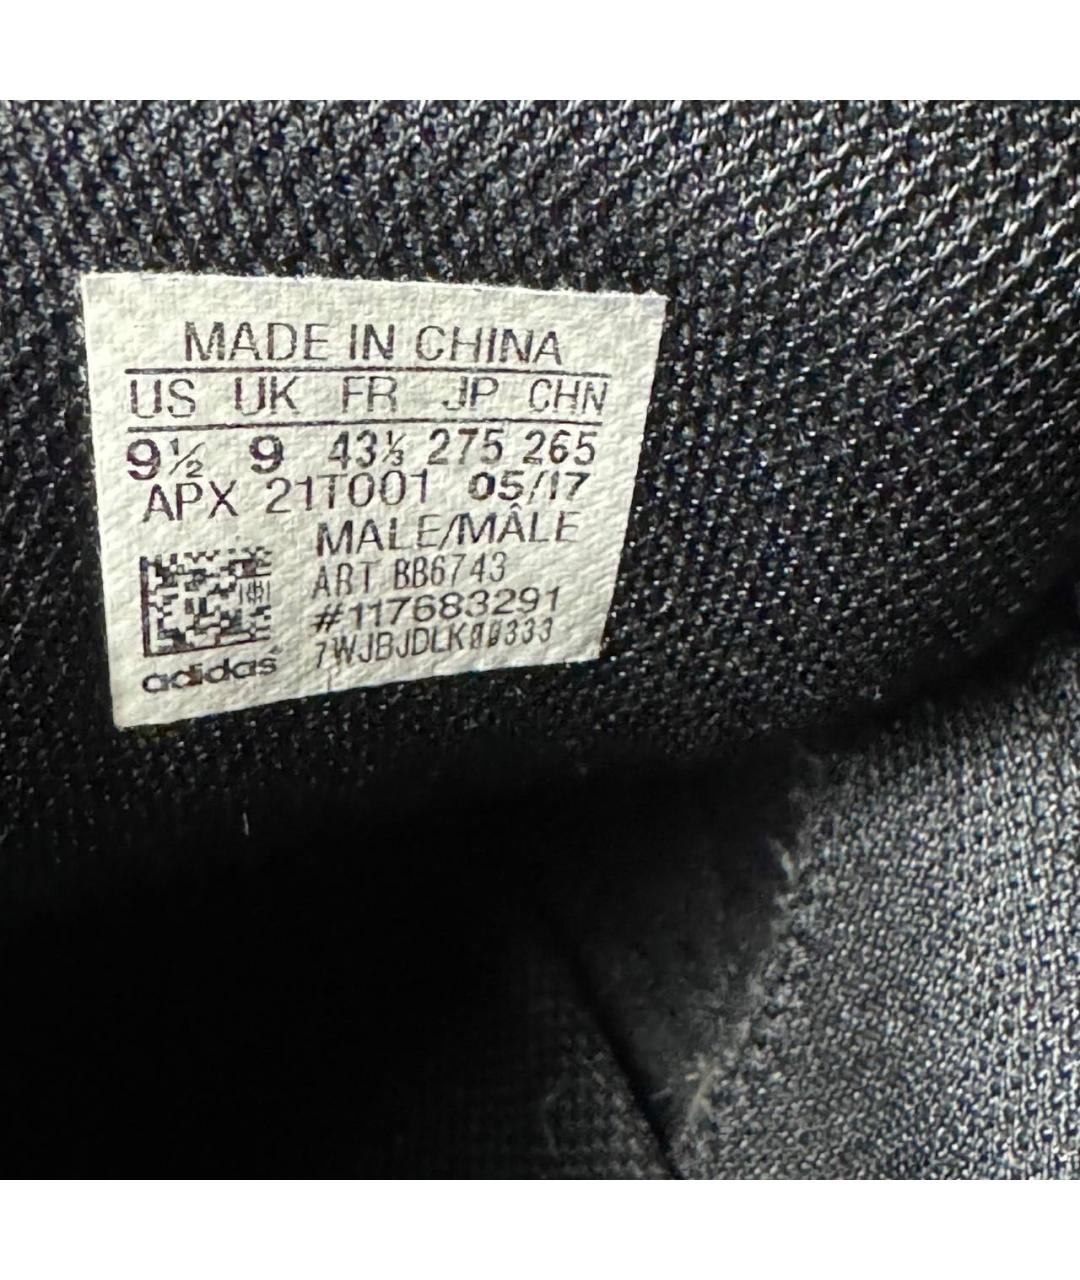 MADE IN CHINA
US UK FR JP CHN
9½ 9 43⅓ 275 265
APX 21T001 05/17
MALE/MÂLE
ART BB6743
#117683291
7WJBJDLK00333
adidas